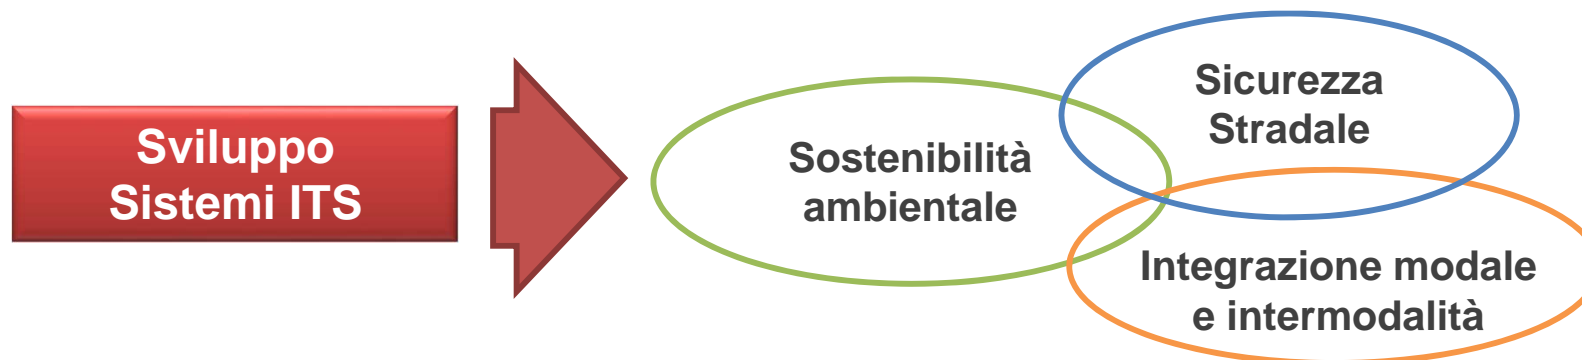 Sviluppo
Sistemi ITS
Sostenibilità
ambientale
Sicurezza
Stradale
Integrazione modale
e intermodalità